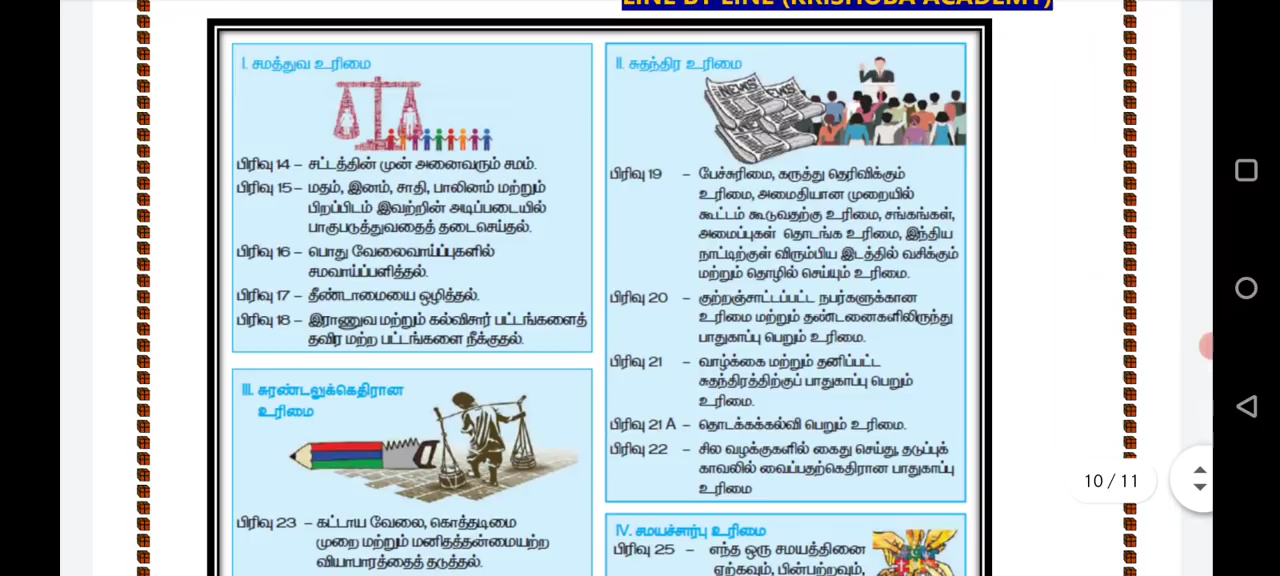 LINE BY LINE (KRISHOBA ACADEMY)
I. சமத்துவ உரிமை
பிரிவு 14 – சட்டத்தின் முன் அனைவரும் சமம்.
பிரிவு 15 – மதம், இனம், சாதி, பாலினம் மற்றும்
பிறப்பிடம் இவற்றின் அடிப்படையில்
பாகுபடுத்துவதைத் தடைசெய்தல்.
பிரிவு 16 – பொது வேலைவாய்ப்புகளில்
சமவாய்ப்பளித்தல்.
பிரிவு 17 – தீண்டாமையை ஒழித்தல்.
பிரிவு 18 – இராணுவ மற்றும் கல்விசார் பட்டங்களைத்
தவிர மற்ற பட்டங்களை நீக்குதல்.
III. சுரண்டலுக்கெதிரான
உரிமை
பிரிவு 23 – கட்டாய வேலை, கொத்தடிமை
முறை மற்றும் மனிதத்தன்மையற்ற
வியாபாரத்தைத் தடுத்தல்.
II. சுதந்திர உரிமை
NEWS
NEWS
பிரிவு 19 – பேச்சுரிமை, கருத்து தெரிவிக்கும்
உரிமை, அமைதியான முறையில்
கூட்டம் கூடுவதற்கு உரிமை, சங்கங்கள்,
அமைப்புகள் தொடங்க உரிமை, இந்திய
நாட்டிற்குள் விரும்பிய இடத்தில் வசிக்கும்
மற்றும் தொழில் செய்யும் உரிமை.
பிரிவு 20 – குற்றஞ்சாட்டப்பட்ட நபர்களுக்கான
உரிமை மற்றும் தண்டனைகளிலிருந்து
பாதுகாப்பு பெறும் உரிமை.
பிரிவு 21 – வாழ்க்கை மற்றும் தனிப்பட்ட
சுதந்திரத்திற்குப் பாதுகாப்பு பெறும்
உரிமை.
பிரிவு 21 A – தொடக்கக்கல்வி பெறும் உரிமை.
பிரிவு 22 – சில வழக்குகளில் கைது செய்து, தடுப்புக்
காவலில் வைப்பதற்கெதிரான பாதுகாப்பு
உரிமை
IV. சமயச்சார்பு உரிமை
பிரிவு 25 – எந்த ஒரு சமயத்தினை
ஏற்கவும், பின்பற்றவும்,
10 / 11